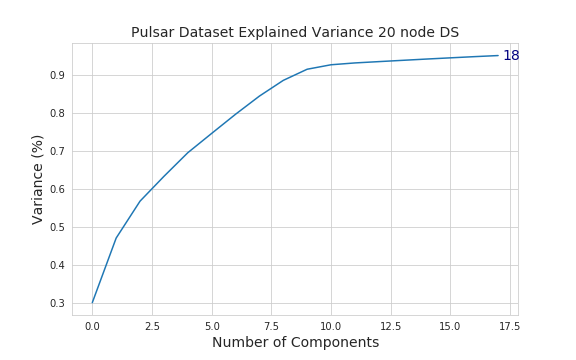 Pulsar Dataset Explained Variance 20 node DS
Variance (%)
0.9
0.8
0.7
0.6
0.5
0.4
0.3
18
0.0 2.5 5.0 7.5 10.0 12.5 15.0 17.5
Number of Components